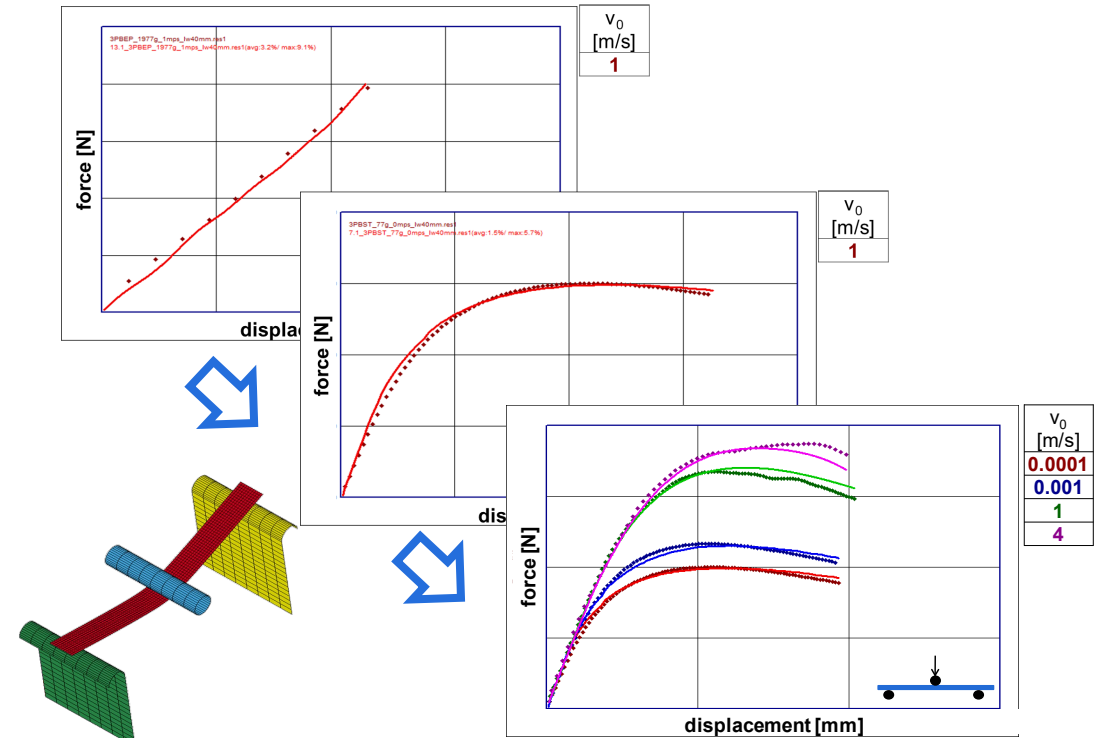 3PBEP_1977g_1mps_lw40mm.res1
13.1_3PBEP_1977g_1mps_lw40mm.res1(avg:3.2%/ max:9.1%)
force [N]
displa
v0
[m/s]
1
3PBST_77g_0mps_lw40mm.res1
7.1_3PBST_77g_0mps_lw40mm.res1(avg:1.5%/ max:5.7%)
force [N]
dis
v0
[m/s]
1
force [N]
displacement [mm]
v0
[m/s]
0.0001
0.001
1
4